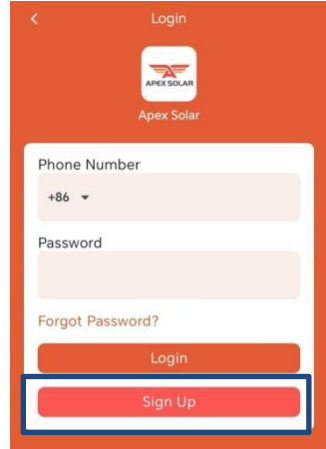 Login
APEX SOLAR
Apex Solar
Phone Number
+86
Password
Forgot Password?
Login
Sign Up